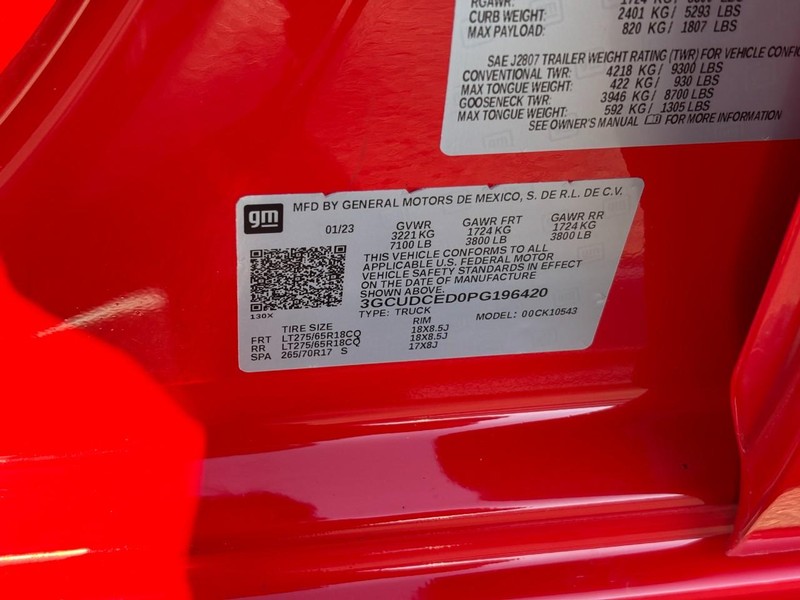 CURB WEIGHT: 2401 KG / 5293 LBS
MAX PAYLOAD: 820 KG / 1807 LBS
SAE J2807 TRAILER WEIGHT RATING (TWR) FOR VEHICLE
CONVENTIONAL TWR: 4218 KG / 9300 LBS
MAX TONGUE WEIGHT: 422 KG / 930 LBS
GOOSENECK TWR: 3946 KG / 8700 LBS
MAX TONGUE WEIGHT: 592 KG / 1305 LBS
SEE OWNER'S MANUAL FOR MORE INFORMATION
gm
MFD BY GENERAL MOTORS DE MEXICO, S. DE R.L. DE C.V.
01/23 GVWR GAWR FRT GAWR RR
3221 KG 1724 KG 1724 KG
7100 LB 3800 LB 3800 LB
THIS VEHICLE CONFORMS TO ALL
APPLICABLE U.S. FEDERAL MOTOR
VEHICLE SAFETY STANDARDS IN EFFECT
ON THE DATE OF MANUFACTURE
SHOWN ABOVE.
3GCUDCED0PG196420
130X
TYPE: TRUCK MODEL: 00CK10543
TIRE SIZE RIM
FRT LT275/65R18CQ 18X8.5J
RR LT275/65R18CQ 18X8.5J
SPA 265/70R17 S 17X8J